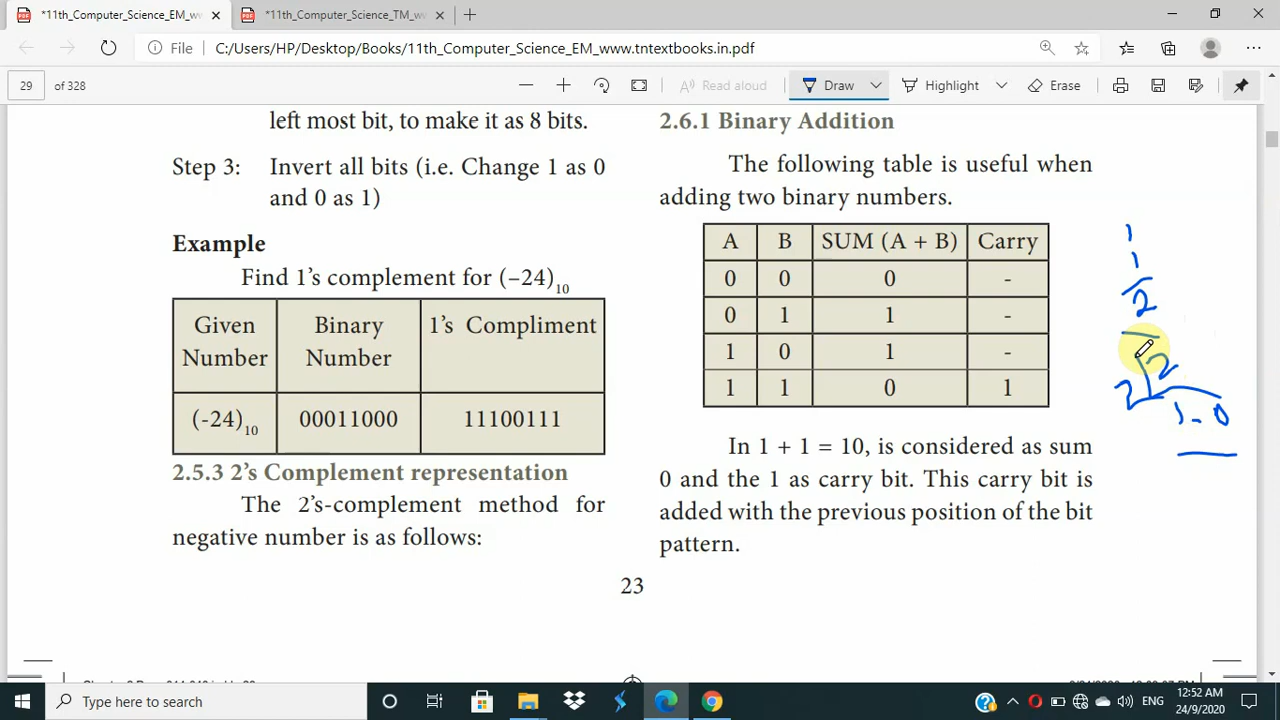 *11th_Computer_Science_EM_w
*11th_Computer_Science_TM_w
File
C:/Users/HP/Desktop/Books/11th_Computer_Science_EM_www.tntextbooks.in.pdf
29 of 328
Read aloud
Draw
Highlight
Erase
left most bit, to make it as 8 bits.
Step 3: Invert all bits (i.e. Change 1 as 0
and 0 as 1)
Example
Find 1's complement for (–24)10
Given Number
Binary Number
1's Compliment
(-24)10 00011000 11100111
2.5.3 2's Complement representation
The 2's-complement method for
negative number is as follows:
2.6.1 Binary Addition
The following table is useful when
adding two binary numbers.
A B SUM (A + B) Carry
0 0 0 -
0 1 1 -
1 0 1 -
1 1 0 1
In 1 + 1 = 10, is considered as sum
0 and the 1 as carry bit. This carry bit is
added with the previous position of the bit
pattern.
1
1
2
2 2
1 - 0
23
Type here to search
ENG
12:52 AM
24/9/2020